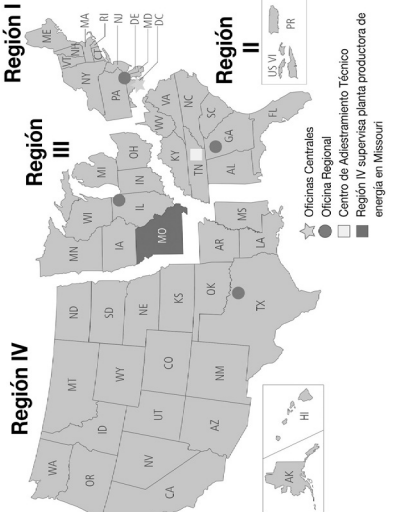 Región I
Región II
Región III
Región IV
ME
VT
NH
MA
CT
RI
NJ
DE
MD
DC
NY
PA
WV
VA
KY
NC
TN
SC
GA
AL
FL
US VI
PR
MN
WI
MI
IA
IL
IN
OH
MO
WA
OR
CA
NV
ID
MT
WY
UT
AZ
CO
NM
ND
SD
NE
KS
OK
TX
AR
LA
MS
AK
HI
Oficinas Centrales
Oficina Regional
Centro de Adiestramiento Técnico
Región IV supervisa planta productora de
energía en Missouri